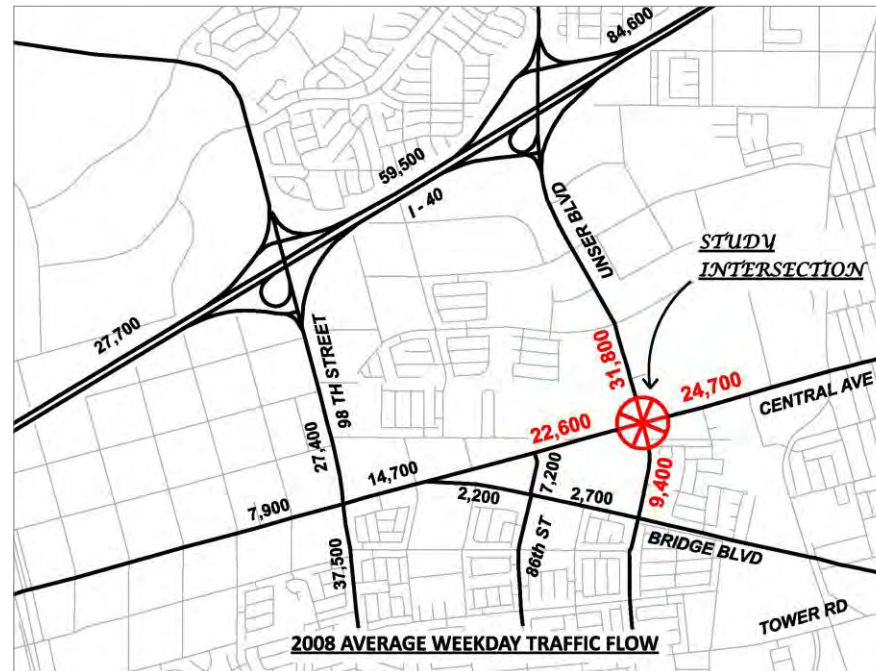 84,600
59,500
I - 40
UNSER BLVD
STUDY
INTERSECTION
27,700
98 TH STREET
31,800
24,700
CENTRAL AVE
22,600
27,400
14,700
7,200
9,400
2,200
2,700
7,900
37,500
86th ST
BRIDGE BLVD
TOWER RD
2008 AVERAGE WEEKDAY TRAFFIC FLOW